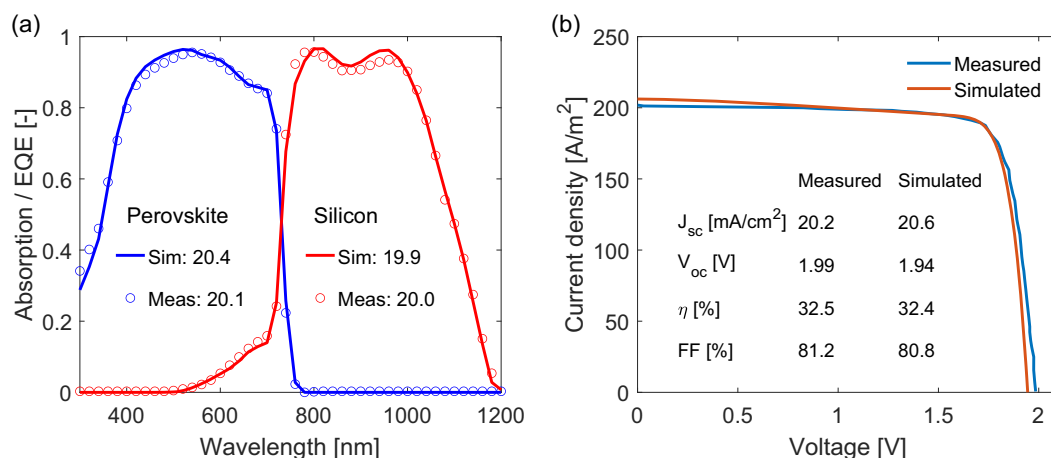 (a)
Absorption / EQE [-]
1
0.8
0.6
0.4
0.2
0
400
600
800
1000
1200
Wavelength [nm]
Perovskite
Silicon
Sim: 20.4
Sim: 19.9
Meas: 20.1
Meas: 20.0
(b)
Current density [A/m²]
250
200
150
100
50
0
0
0.5
1
1.5
2
Voltage [V]
Measured
Simulated
Measured Simulated
J_sc [mA/cm²] 20.2 20.6
V_oc [V] 1.99 1.94
η [%] 32.5 32.4
FF [%] 81.2 80.8